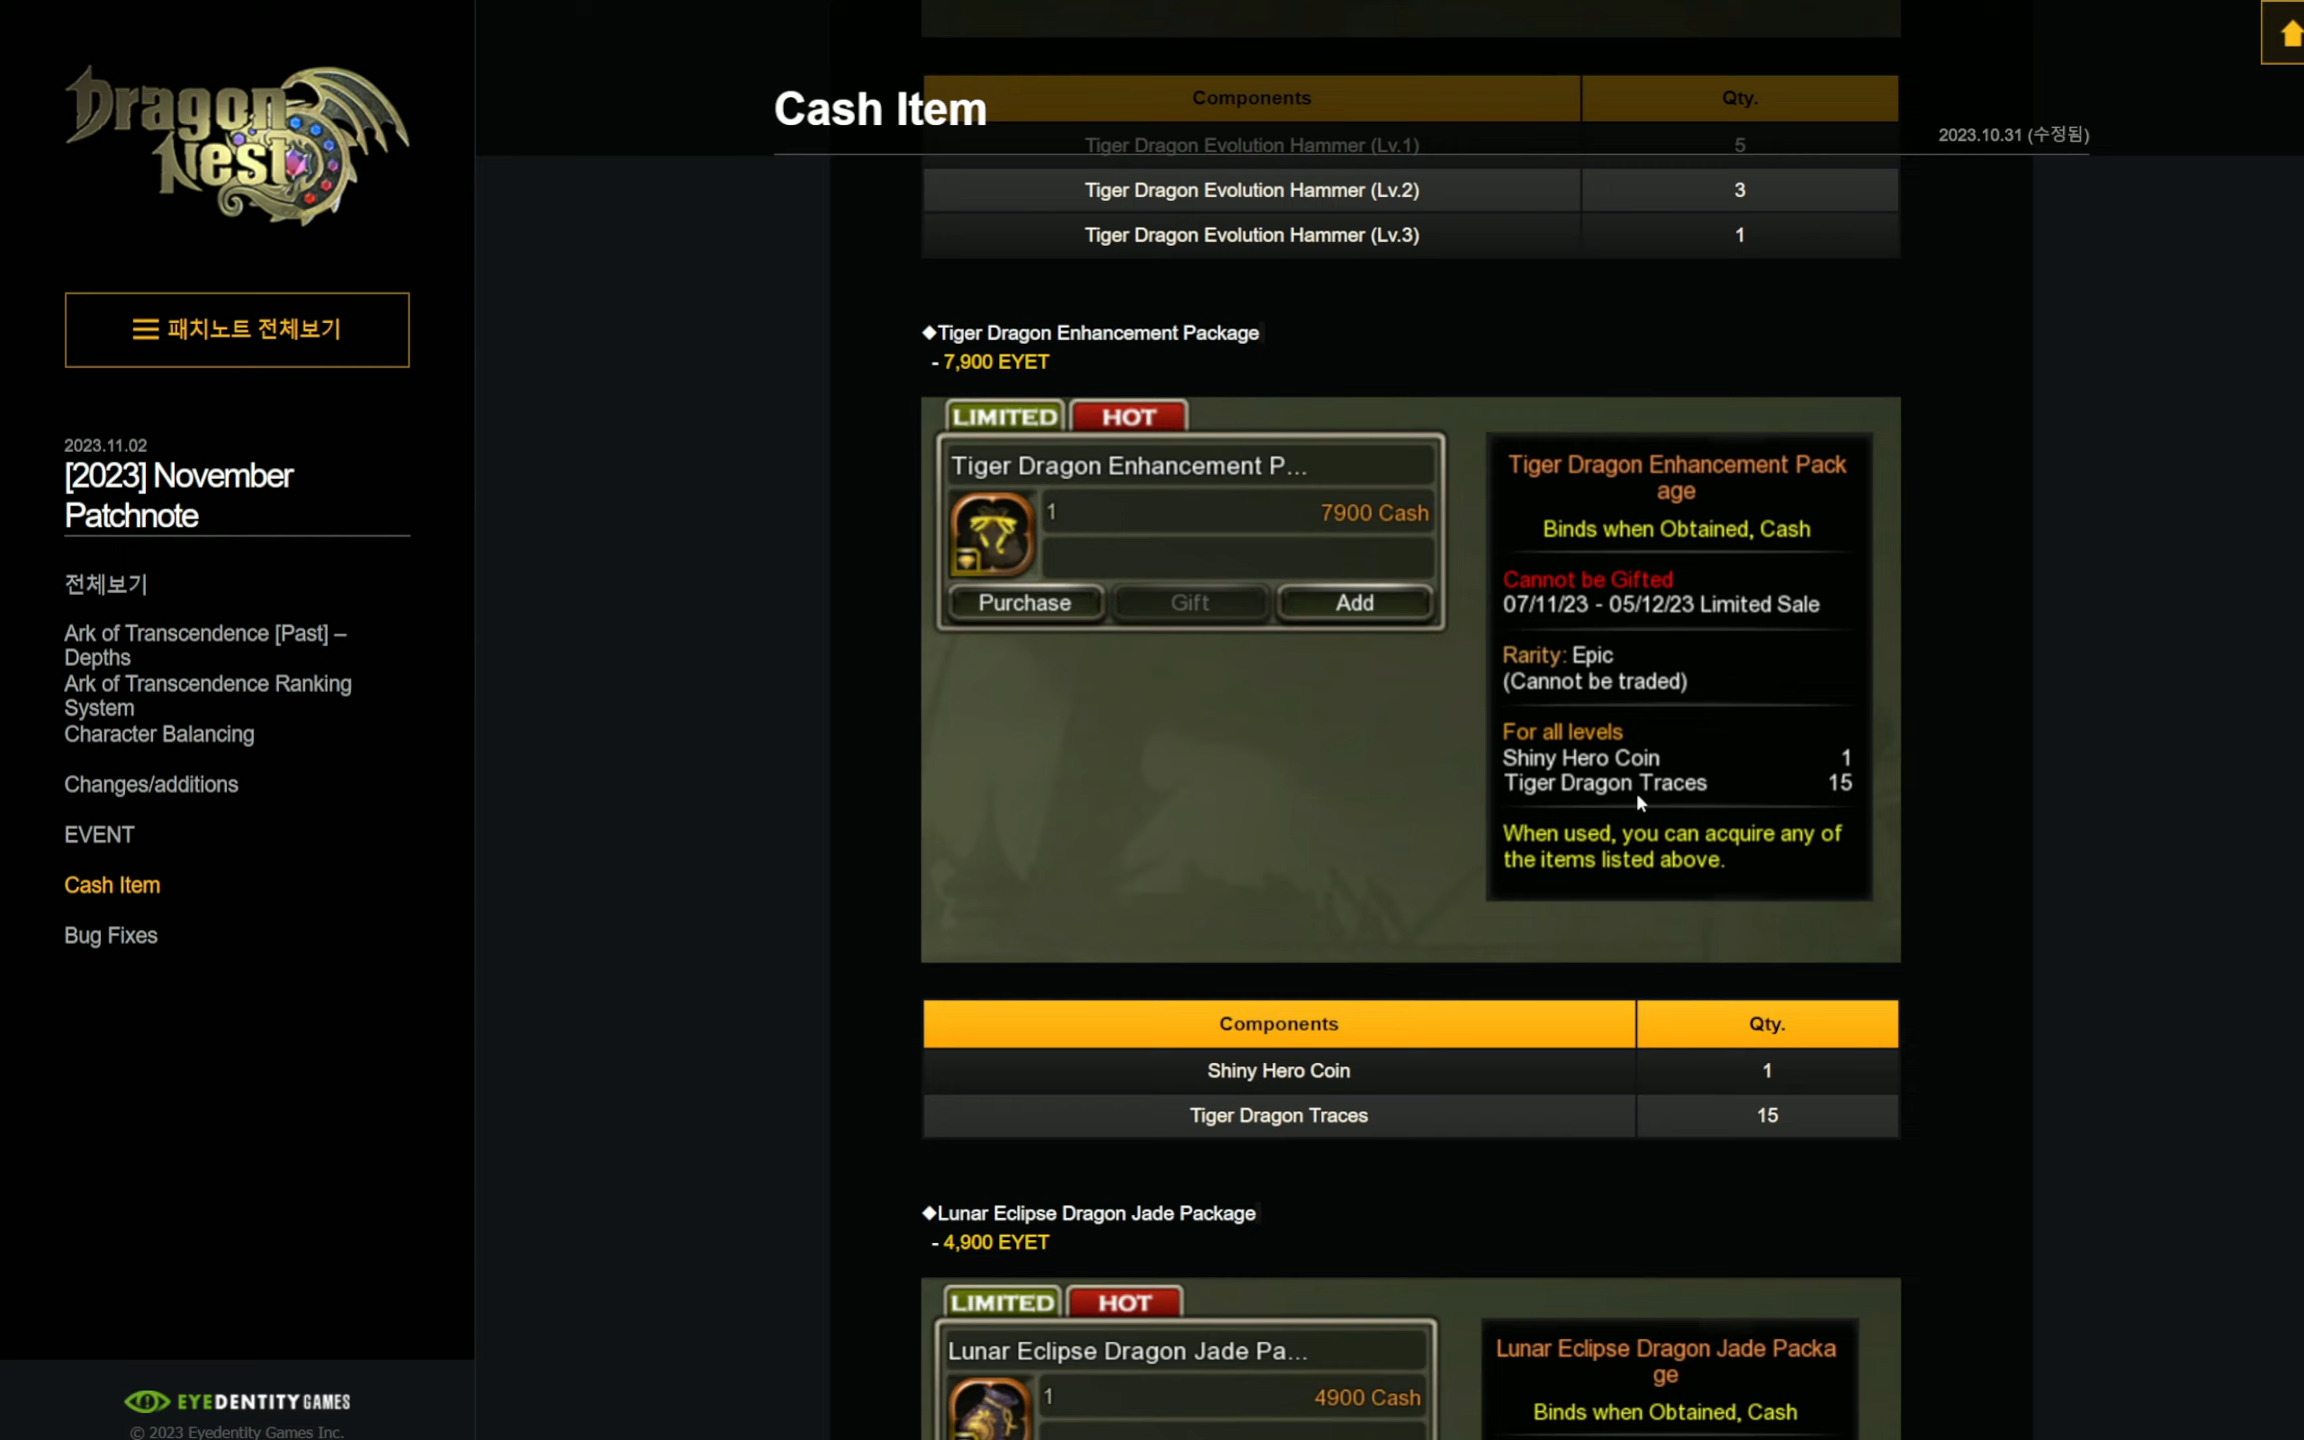 Dragon
Nest
패치노트 전체보기
2023.11.02
[2023] November
Patchnote
전체보기
Ark of Transcendence [Past] –
Depths
Ark of Transcendence Ranking
System
Character Balancing
Changes/additions
EVENT
Cash Item
Bug Fixes
EYEDENTITY GAMES
© 2023 Eyedentity Games Inc.
Cash Item
2023.10.31 (수정됨)
Components Qty.
Tiger Dragon Evolution Hammer (Lv.1) 5
Tiger Dragon Evolution Hammer (Lv.2) 3
Tiger Dragon Evolution Hammer (Lv.3) 1
◆Tiger Dragon Enhancement Package
- 7,900 EYET
LIMITED HOT
Tiger Dragon Enhancement P...
1 7900 Cash
Purchase Gift Add
Tiger Dragon Enhancement Pack
age
Binds when Obtained, Cash
Cannot be Gifted
07/11/23 - 05/12/23 Limited Sale
Rarity: Epic
(Cannot be traded)
For all levels
Shiny Hero Coin 1
Tiger Dragon Traces 15
When used, you can acquire any of
the items listed above.
Components Qty.
Shiny Hero Coin 1
Tiger Dragon Traces 15
◆Lunar Eclipse Dragon Jade Package
- 4,900 EYET
LIMITED HOT
Lunar Eclipse Dragon Jade Pa...
1 4900 Cash
Lunar Eclipse Dragon Jade Packa
ge
Binds when Obtained, Cash